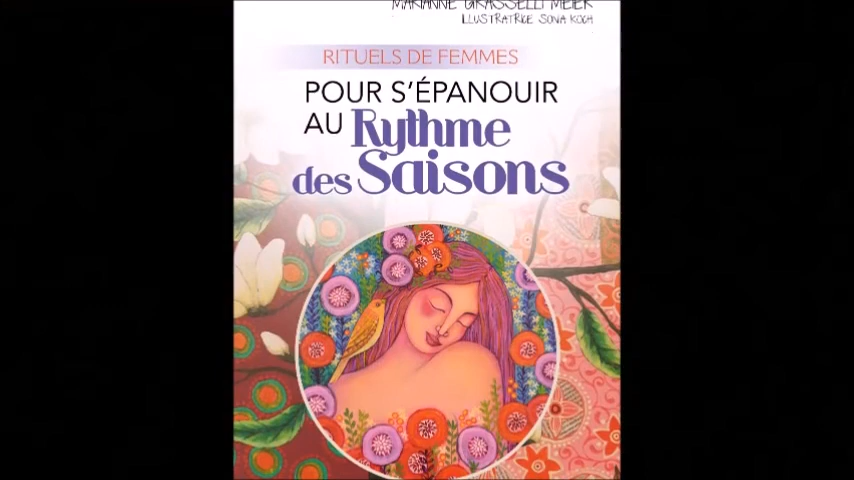 MARIANNE GRASSELLI MEIER
ILLUSTRATRICE SONIA KOCH
RITUELS DE FEMMES
POUR S'ÉPANOUIR
AU Rythme
des Saisons